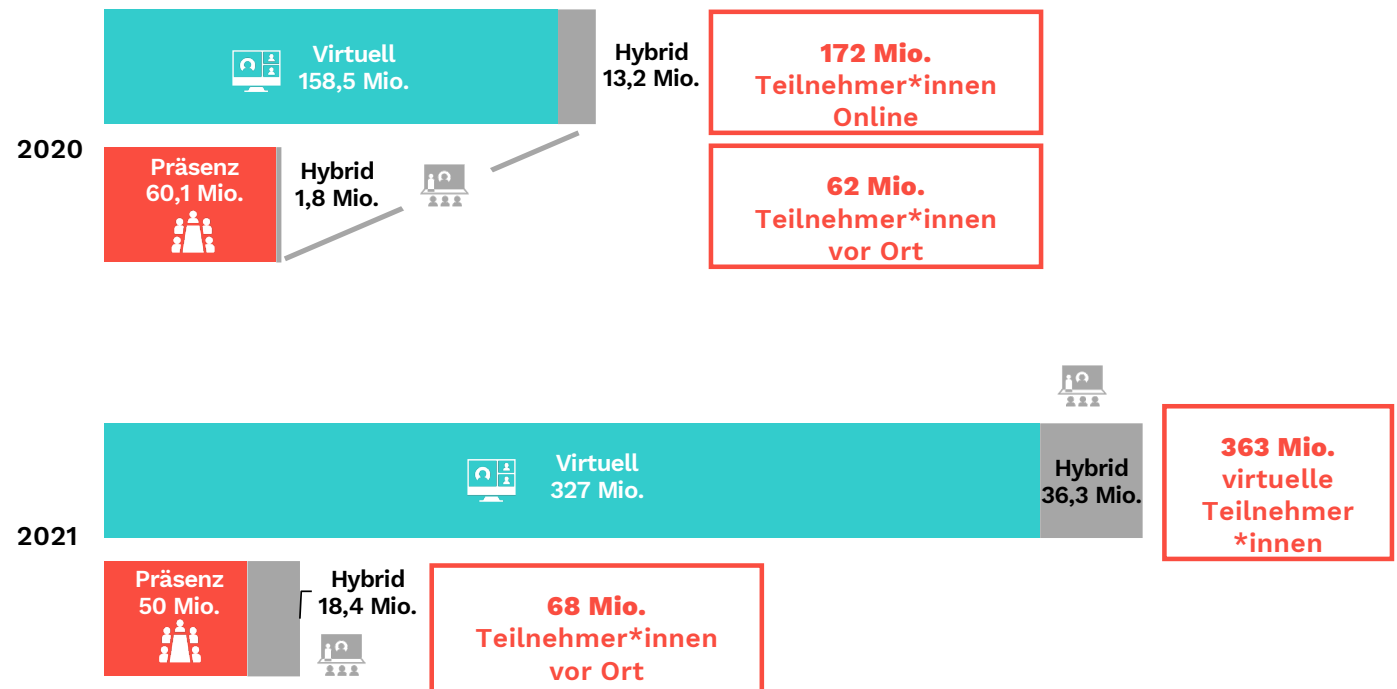 Virtuell
158,5 Mio.
Hybrid
13,2 Mio.
172 Mio.
Teilnehmer*innen
Online
2020
Präsenz
60,1 Mio.
Hybrid
1,8 Mio.
62 Mio.
Teilnehmer*innen
vor Ort
Virtuell
327 Mio.
Hybrid
36,3 Mio.
363 Mio.
virtuelle
Teilnehmer
*innen
2021
Präsenz
50 Mio.
Hybrid
18,4 Mio.
68 Mio.
Teilnehmer*innen
vor Ort